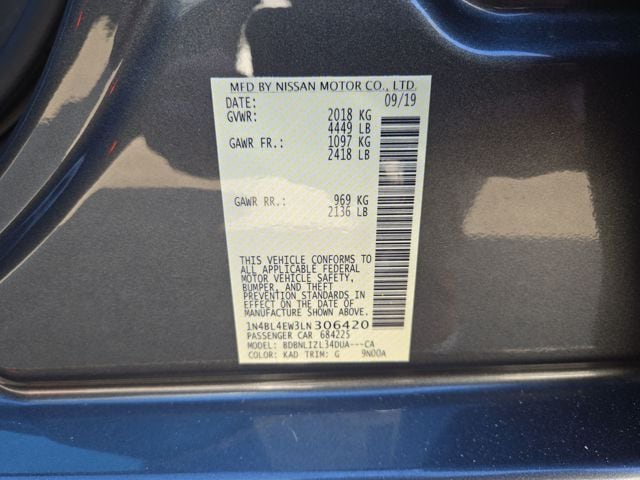 MFD BY NISSAN MOTOR CO., LTD.
DATE: 09/19
GVWR: 2018 KG
4449 LB
GAWR FR.: 1097 KG
2418 LB
GAWR RR.: 969 KG
2136 LB
THIS VEHICLE CONFORMS TO
ALL APPLICABLE FEDERAL
MOTOR VEHICLE SAFETY,
BUMPER, AND THEFT
PREVENTION STANDARDS IN
EFFECT ON THE DATE OF
MANUFACTURE SHOWN ABOVE.
1N4BL4EW3LN306420
PASSENGER CAR 684225
MODEL: BDBNLIZL34DUA---CA
COLOR: KAD TRIM: G 9N00A